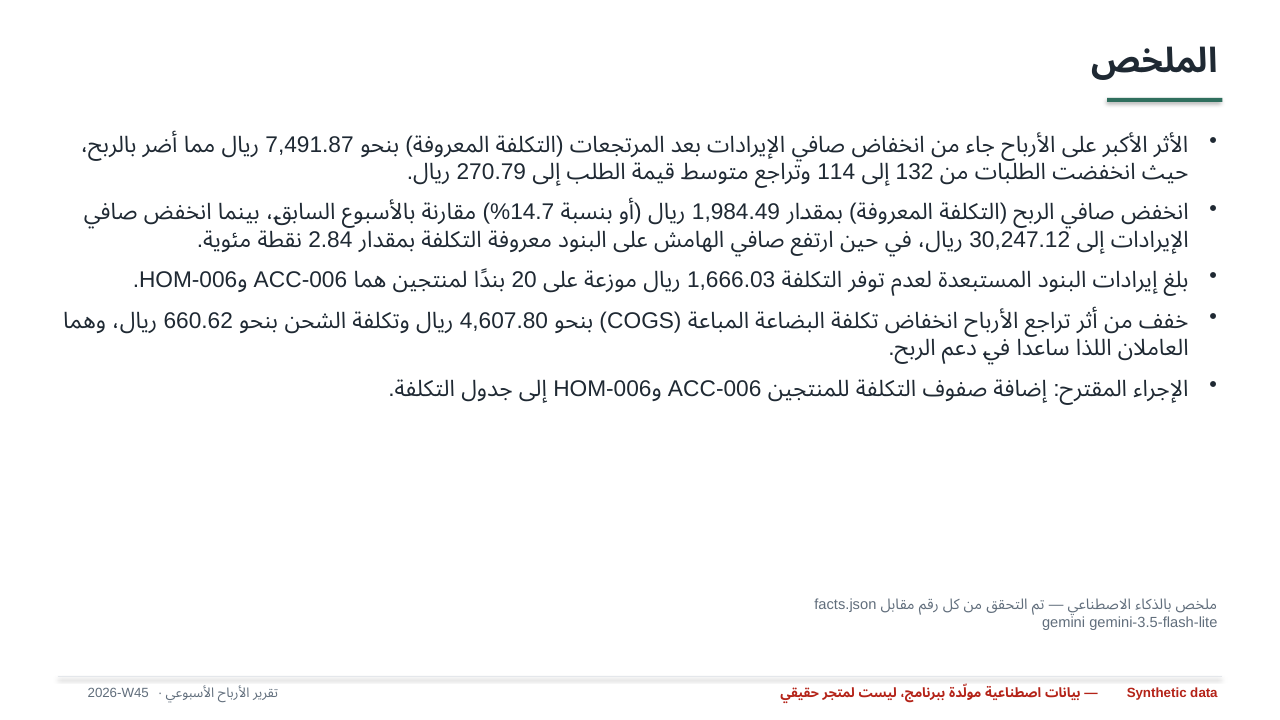 الملخص
• الأثر الأكبر على الأرباح جاء من انخفاض صافي الإيرادات بعد المرتجعات (التكلفة المعروفة) بنحو 7,491.87 ريال مما أضر بالربح،
حيث انخفضت الطلبات من 132 إلى 114 وتراجع متوسط قيمة الطلب إلى 270.79 ريال.
• انخفض صافي الربح (التكلفة المعروفة) بمقدار 1,984.49 ريال (أو بنسبة 14.7%) مقارنة بالأسبوع السابق، بينما انخفض صافي
الإيرادات إلى 30,247.12 ريال، في حين ارتفع صافي الهامش على البنود معروفة التكلفة بمقدار 2.84 نقطة مئوية.
• بلغ إيرادات البنود المستبعدة لعدم توفر التكلفة 1,666.03 ريال موزعة على 20 بندًا لمنتجين هما ACC-006 وHOM-006.
• خفف من أثر تراجع الأرباح انخفاض تكلفة البضاعة المباعة (COGS) بنحو 4,607.80 ريال وتكلفة الشحن بنحو 660.62 ريال، وهما
العاملان اللذا ساعدا في دعم الربح.
• الإجراء المقترح: إضافة صفوف التكلفة للمنتجين ACC-006 وHOM-006 إلى جدول التكلفة.
ملخص بالذكاء الاصطناعي — تم التحقق من كل رقم مقابل facts.json
gemini gemini-3.5-flash-lite
Synthetic data — بيانات اصطناعية مولّدة ببرنامج، ليست لمتجر حقيقي
تقرير الأرباح الأسبوعي · 2026-W45